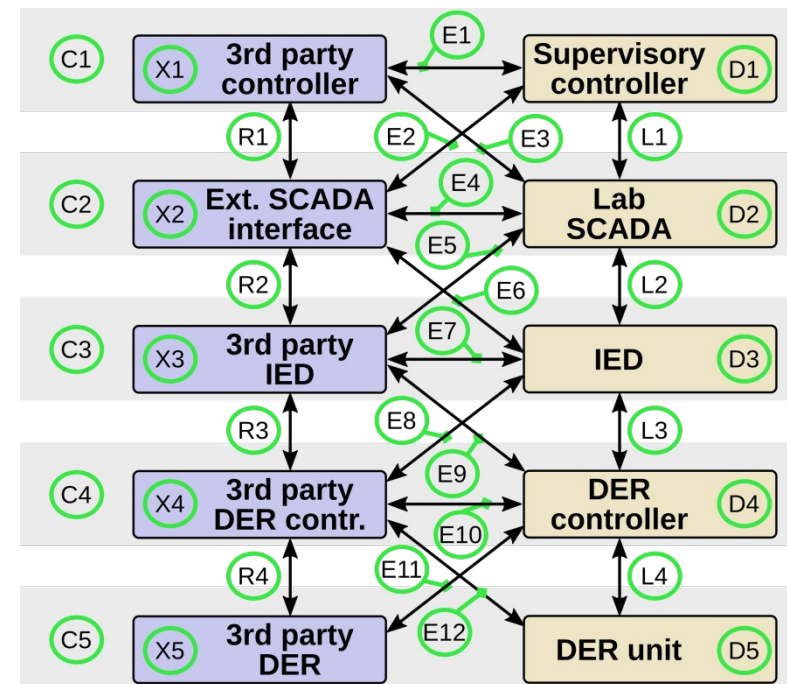 C1
X1
3rd party
controller
E1
Supervisory
controller
D1
R1
E2
E3
L1
C2
X2
Ext. SCADA
interface
E4
Lab
SCADA
D2
E5
R2
E6
L2
C3
X3
3rd party
IED
E7
IED
D3
R3
E8
E9
L3
C4
X4
3rd party
DER contr.
E10
DER
controller
D4
R4
E11
E12
L4
C5
X5
3rd party
DER
DER unit
D5